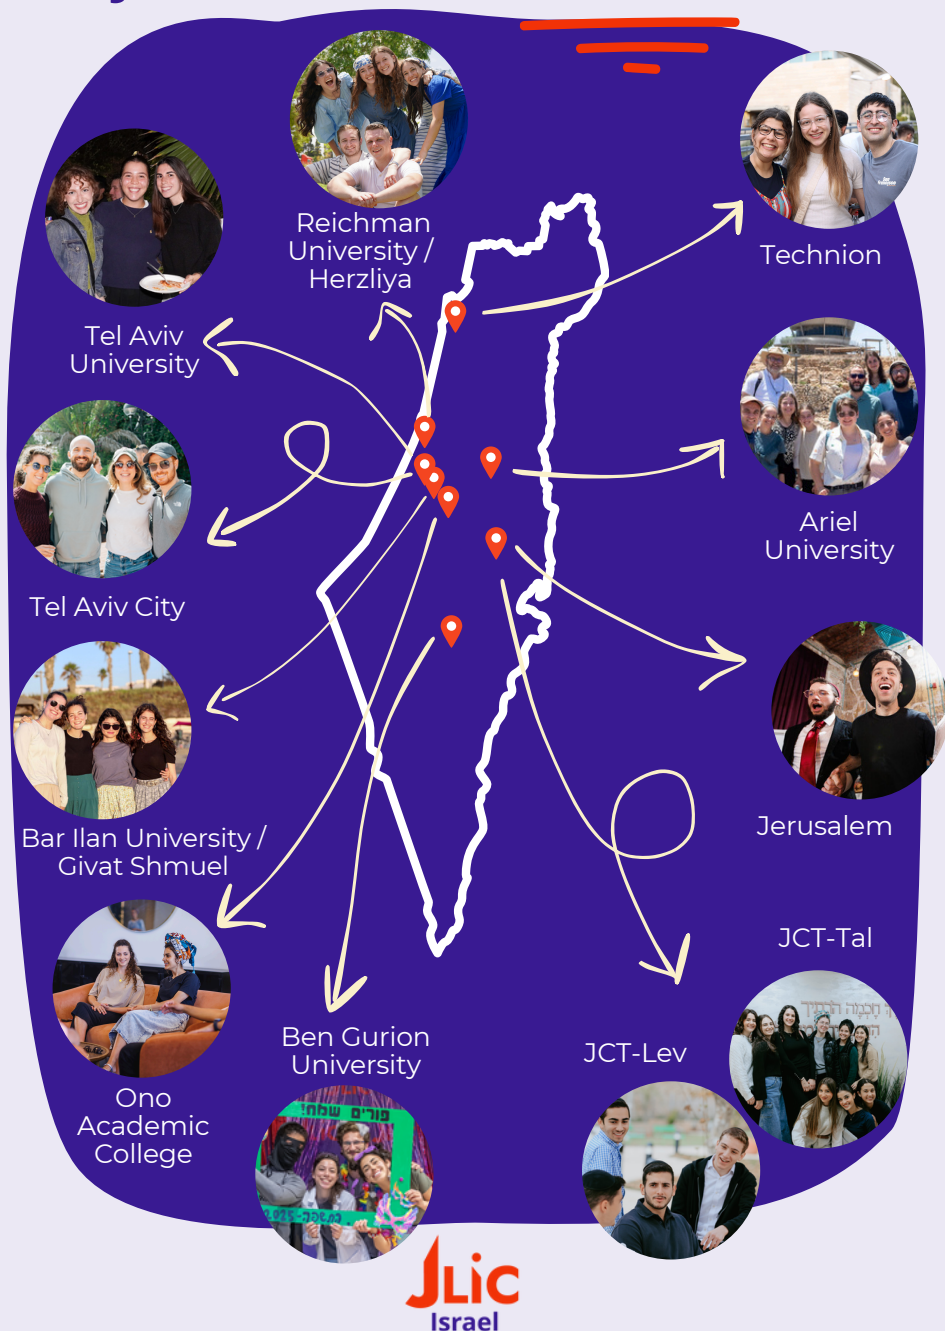 Reichman
University /
Herzliya
Technion
Tel Aviv
University
Ariel
University
Tel Aviv City
Jerusalem
Bar Ilan University /
Givat Shmuel
JCT-Tal
Ben Gurion
University
JCT-Lev
Ono
Academic
College
פורים שמח!
JLIC
Israel